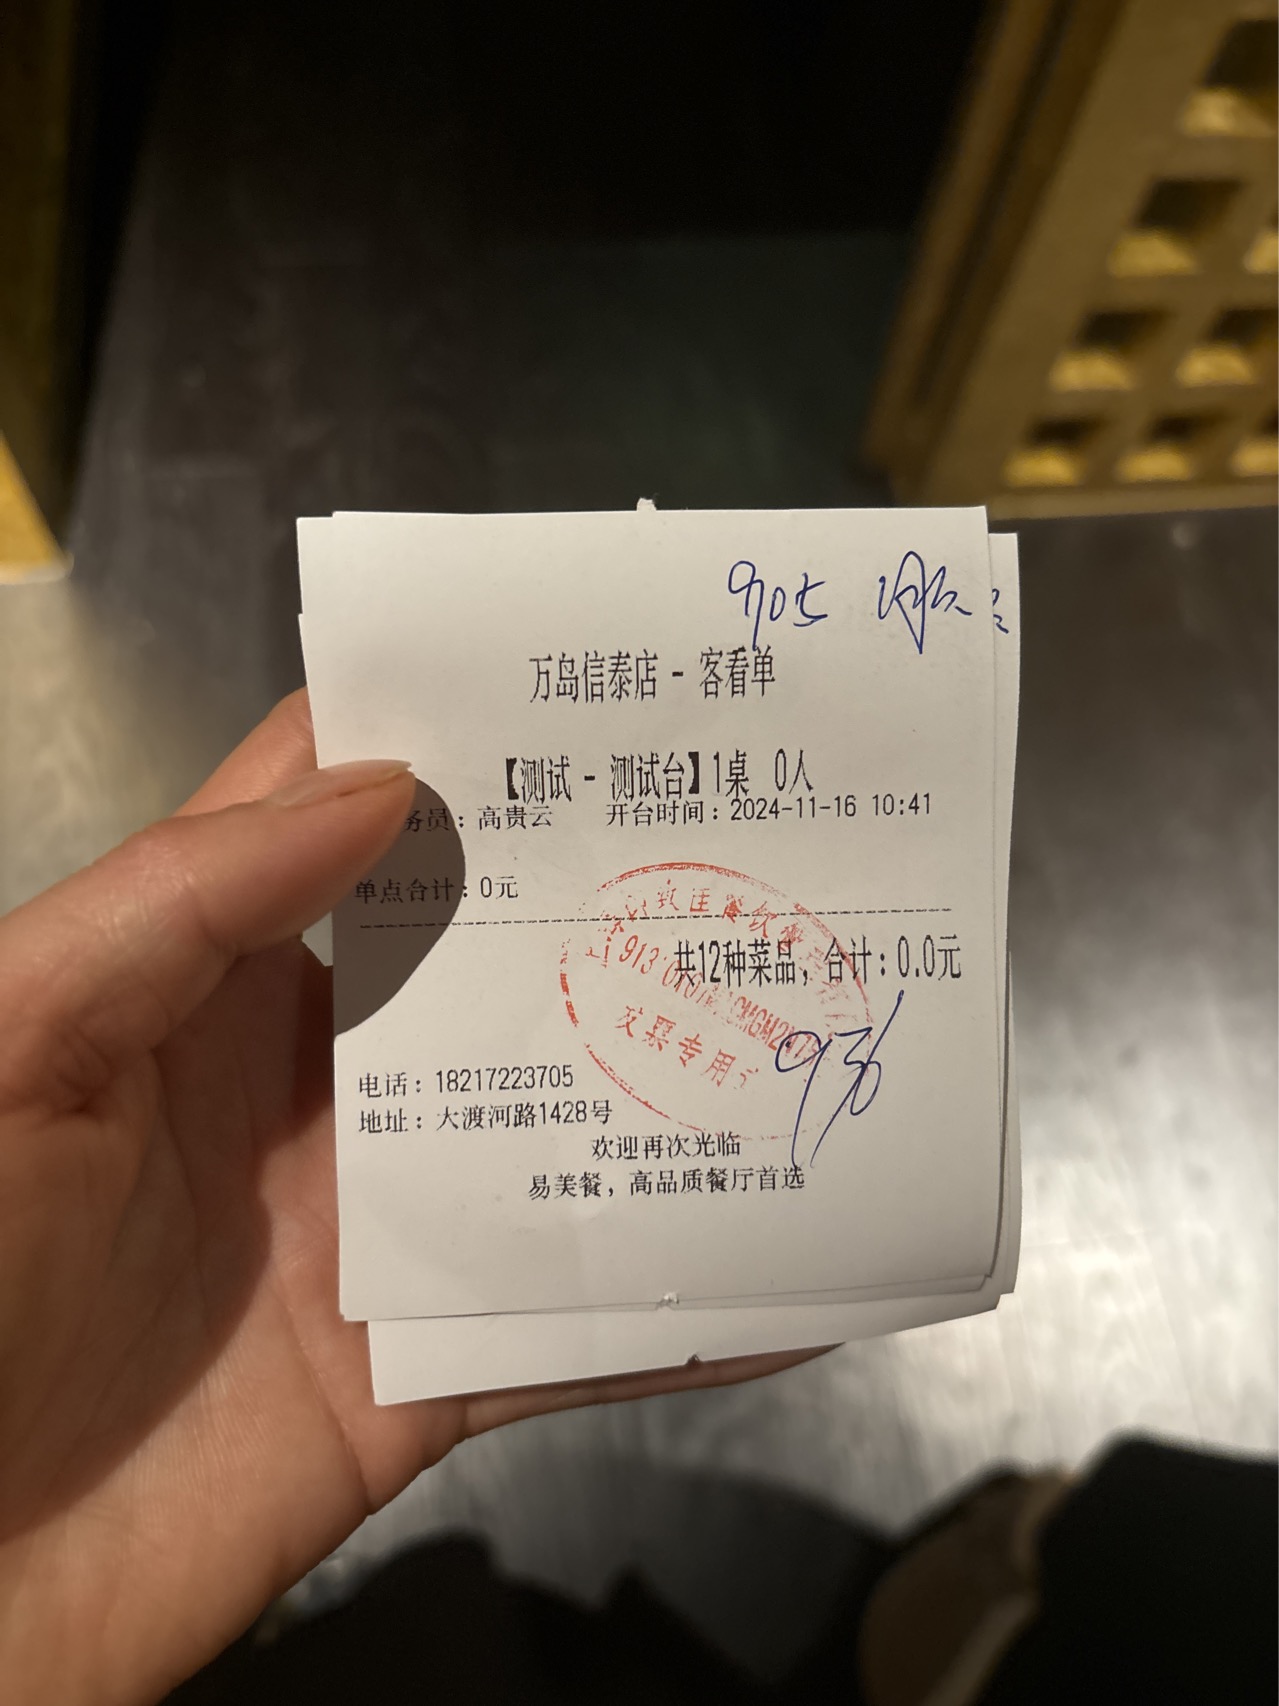 万岛信泰店 - 客看单
【测试 - 测试台】1桌 0人
务员：高贵云 开台时间：2024-11-16 10:41
单点合计：0元
共12种菜品，合计：0.0元
发票专用
电话：18217223705
地址：大渡河路1428号
欢迎再次光临
易美餐，高品质餐厅首选